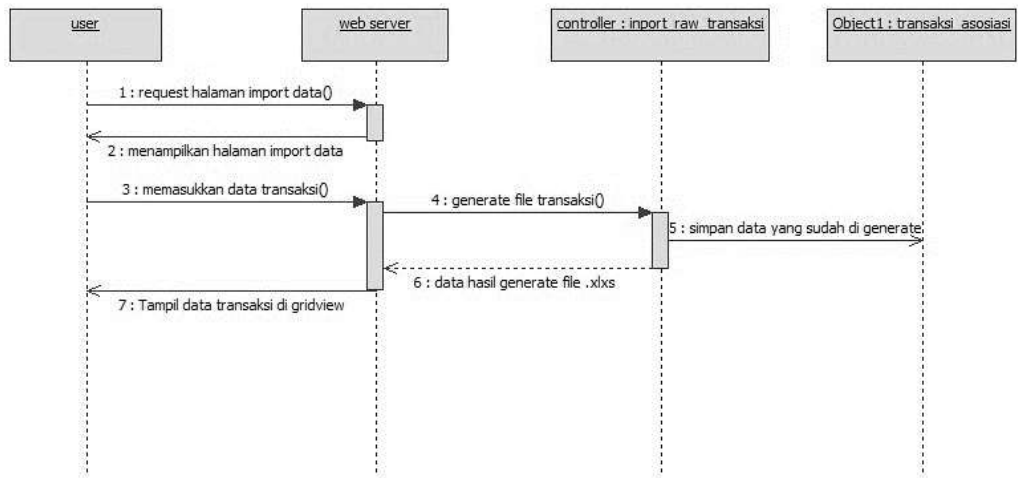 user
web server
controller : inport_raw_transaksi
Object1 : transaksi_asosiasi
1 : request halaman import data()
2 : menampilkan halaman import data
3 : memasukkan data transaksi()
4 : generate file transaksi()
5 : simpan data yang sudah di generate
6 : data hasil generate file .xlxs
7 : Tampil data transaksi di gridview